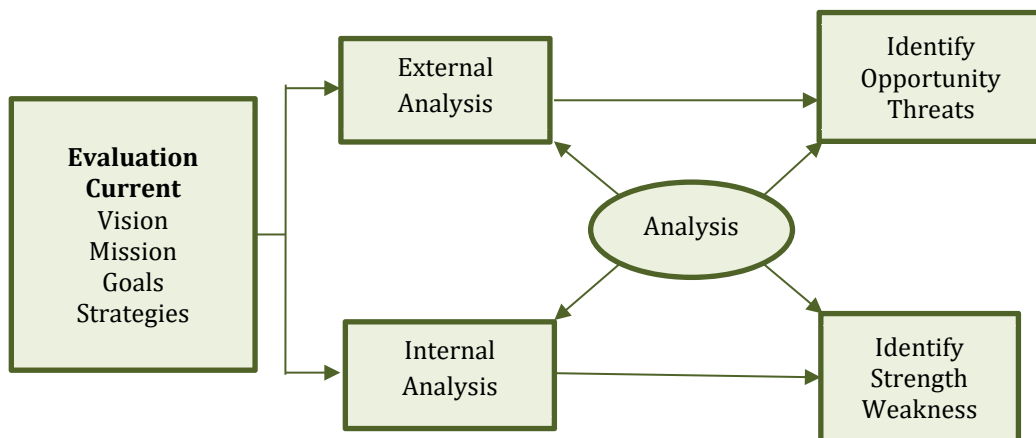 Evaluation
Current
Vision
Mission
Goals
Strategies
External
Analysis
Identify
Opportunity
Threats
Analysis
Internal
Analysis
Identify
Strength
Weakness